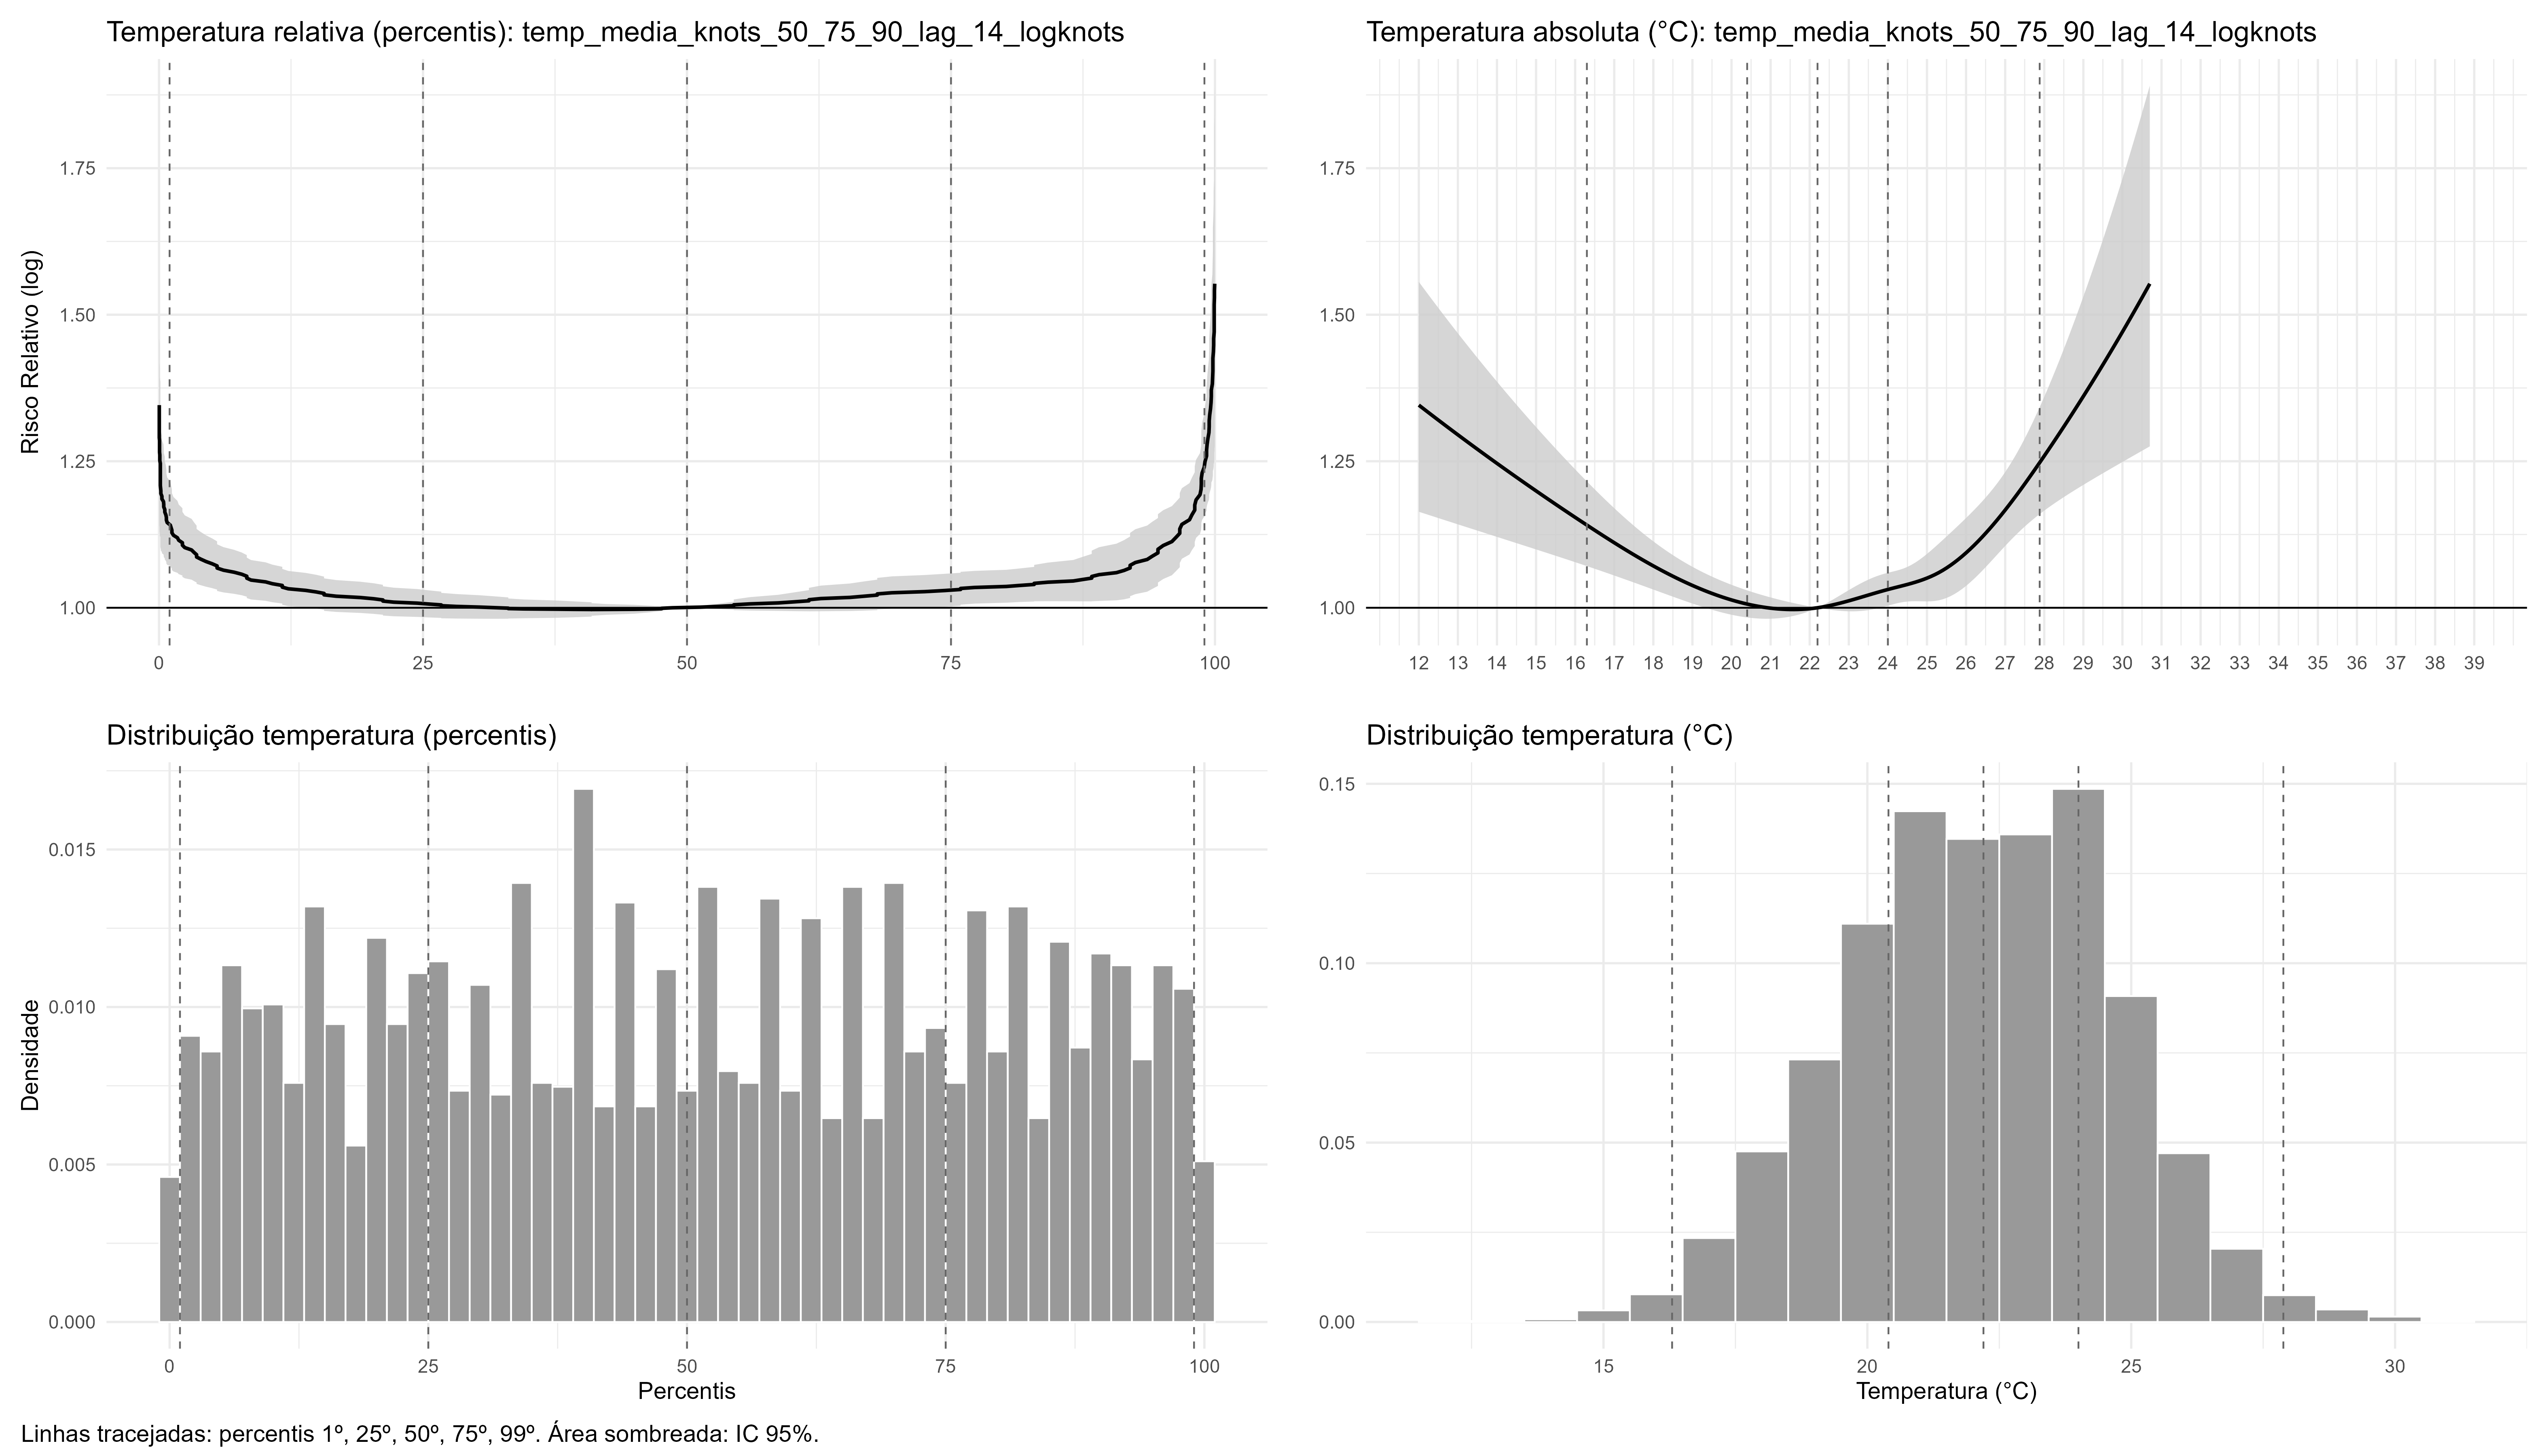 Temperatura relativa (percentis): temp_media_knots_50_75_90_lag_14_logknots
Risco Relativo (log)
1.75
1.50
1.25
1.00
0 25 50 75 100
Temperatura absoluta (°C): temp_media_knots_50_75_90_lag_14_logknots
1.75
1.50
1.25
1.00
12 13 14 15 16 17 18 19 20 21 22 23 24 25 26 27 28 29 30 31 32 33 34 35 36 37 38 39
Distribuição temperatura (percentis)
Densidade
0.015
0.010
0.005
0.000
0 25 50 75 100
Percentis
Distribuição temperatura (°C)
0.15
0.10
0.05
0.00
15 20 25 30
Temperatura (°C)
Linhas tracejadas: percentis 1º, 25º, 50º, 75º, 99º. Área sombreada: IC 95%.